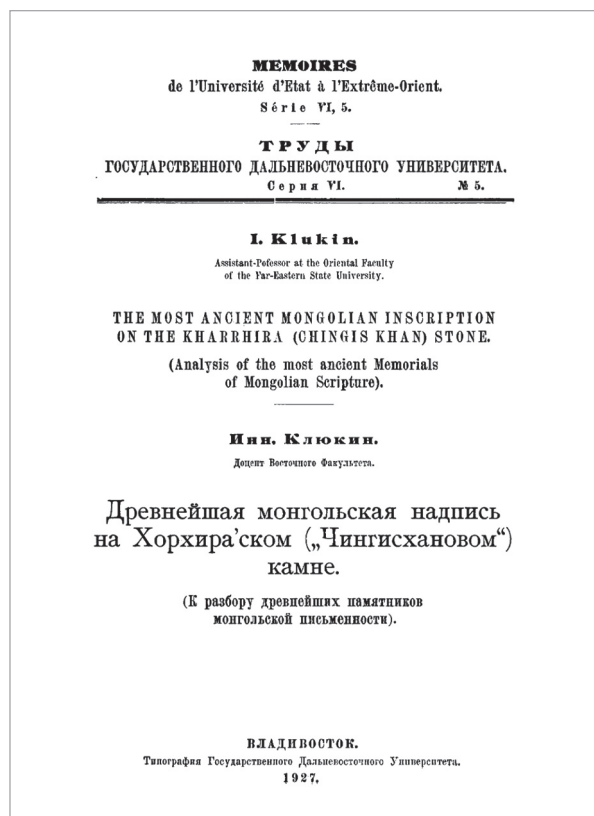 MEMOIRES
de l'Université d'Etat à l'Extrême-Orient.
Série VI, 5.
ТРУДЫ
ГОСУДАРСТВЕННОГО ДАЛЬНЕВОСТОЧНОГО УНИВЕРСИТЕТА.
Серия VI. № 5.
I. Klukin.
Assistant-Pofessor at the Oriental Faculty
of the Far-Eastern State University.
THE MOST ANCIENT MONGOLIAN INSCRIPTION
ON THE KHARRHIRA (CHINGIS KHAN) STONE.
(Analysis of the most ancient Memorials
of Mongolian Scripture).
Инн. Клюкин.
Доцент Восточного Факультета.
Древнейшая монгольская надпись
на Хорхира'ском („Чингисхановом“)
камне.
(К разбору древнейших памятников
монгольской письменности).
ВЛАДИВОСТОК.
Типография Государственного Дальневосточного Университета.
1927.